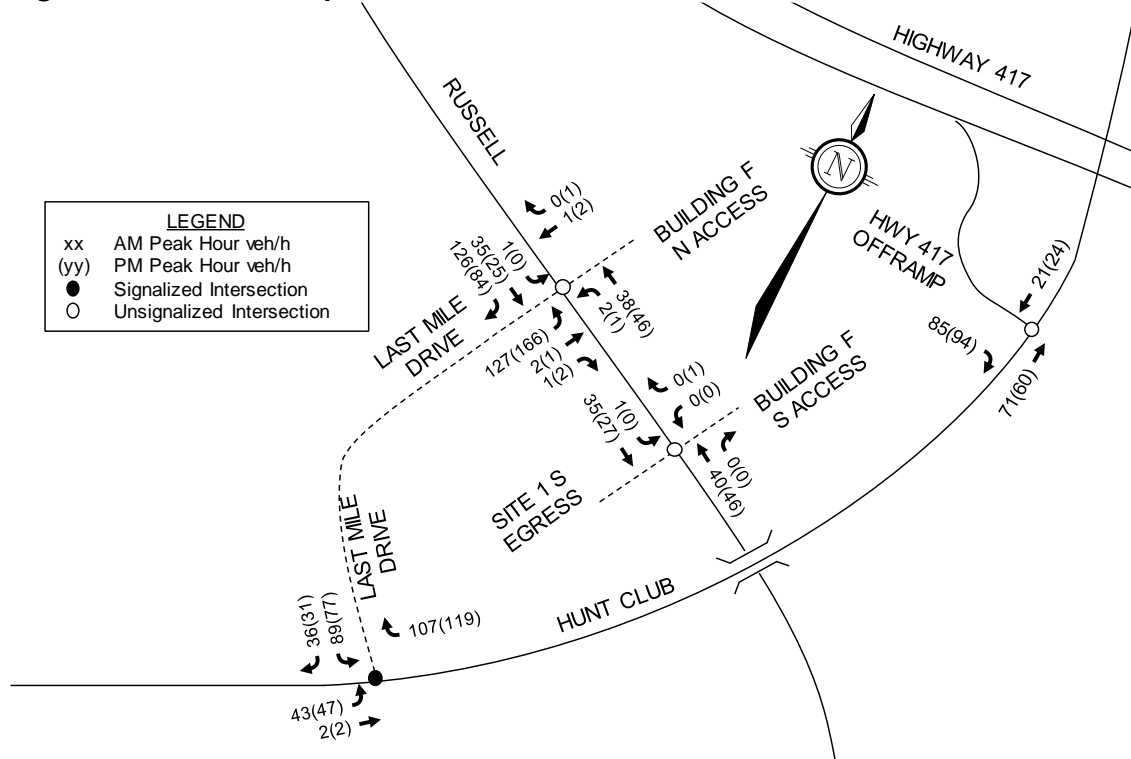 HIGHWAY 417
RUSSELL
N
LEGEND
xx AM Peak Hour veh/h
(yy) PM Peak Hour veh/h
Signalized Intersection
Unsignalized Intersection
0(1)
1(2)
BUILDING F
N ACCESS
HWY 417
OFFRAMP
1(0)
35(25)
126(84)
38(46)
2(1)
21(24)
LAST MILE
DRIVE
127(166)
2(1)
1(2)
85(94)
71(60)
0(1)
0(0)
BUILDING F
S ACCESS
1(0)
35(27)
0(0)
40(46)
SITE 1 S
EGRESS
LAST MILE
DRIVE
HUNT CLUB
36(31)
89(77)
107(119)
43(47)
2(2)